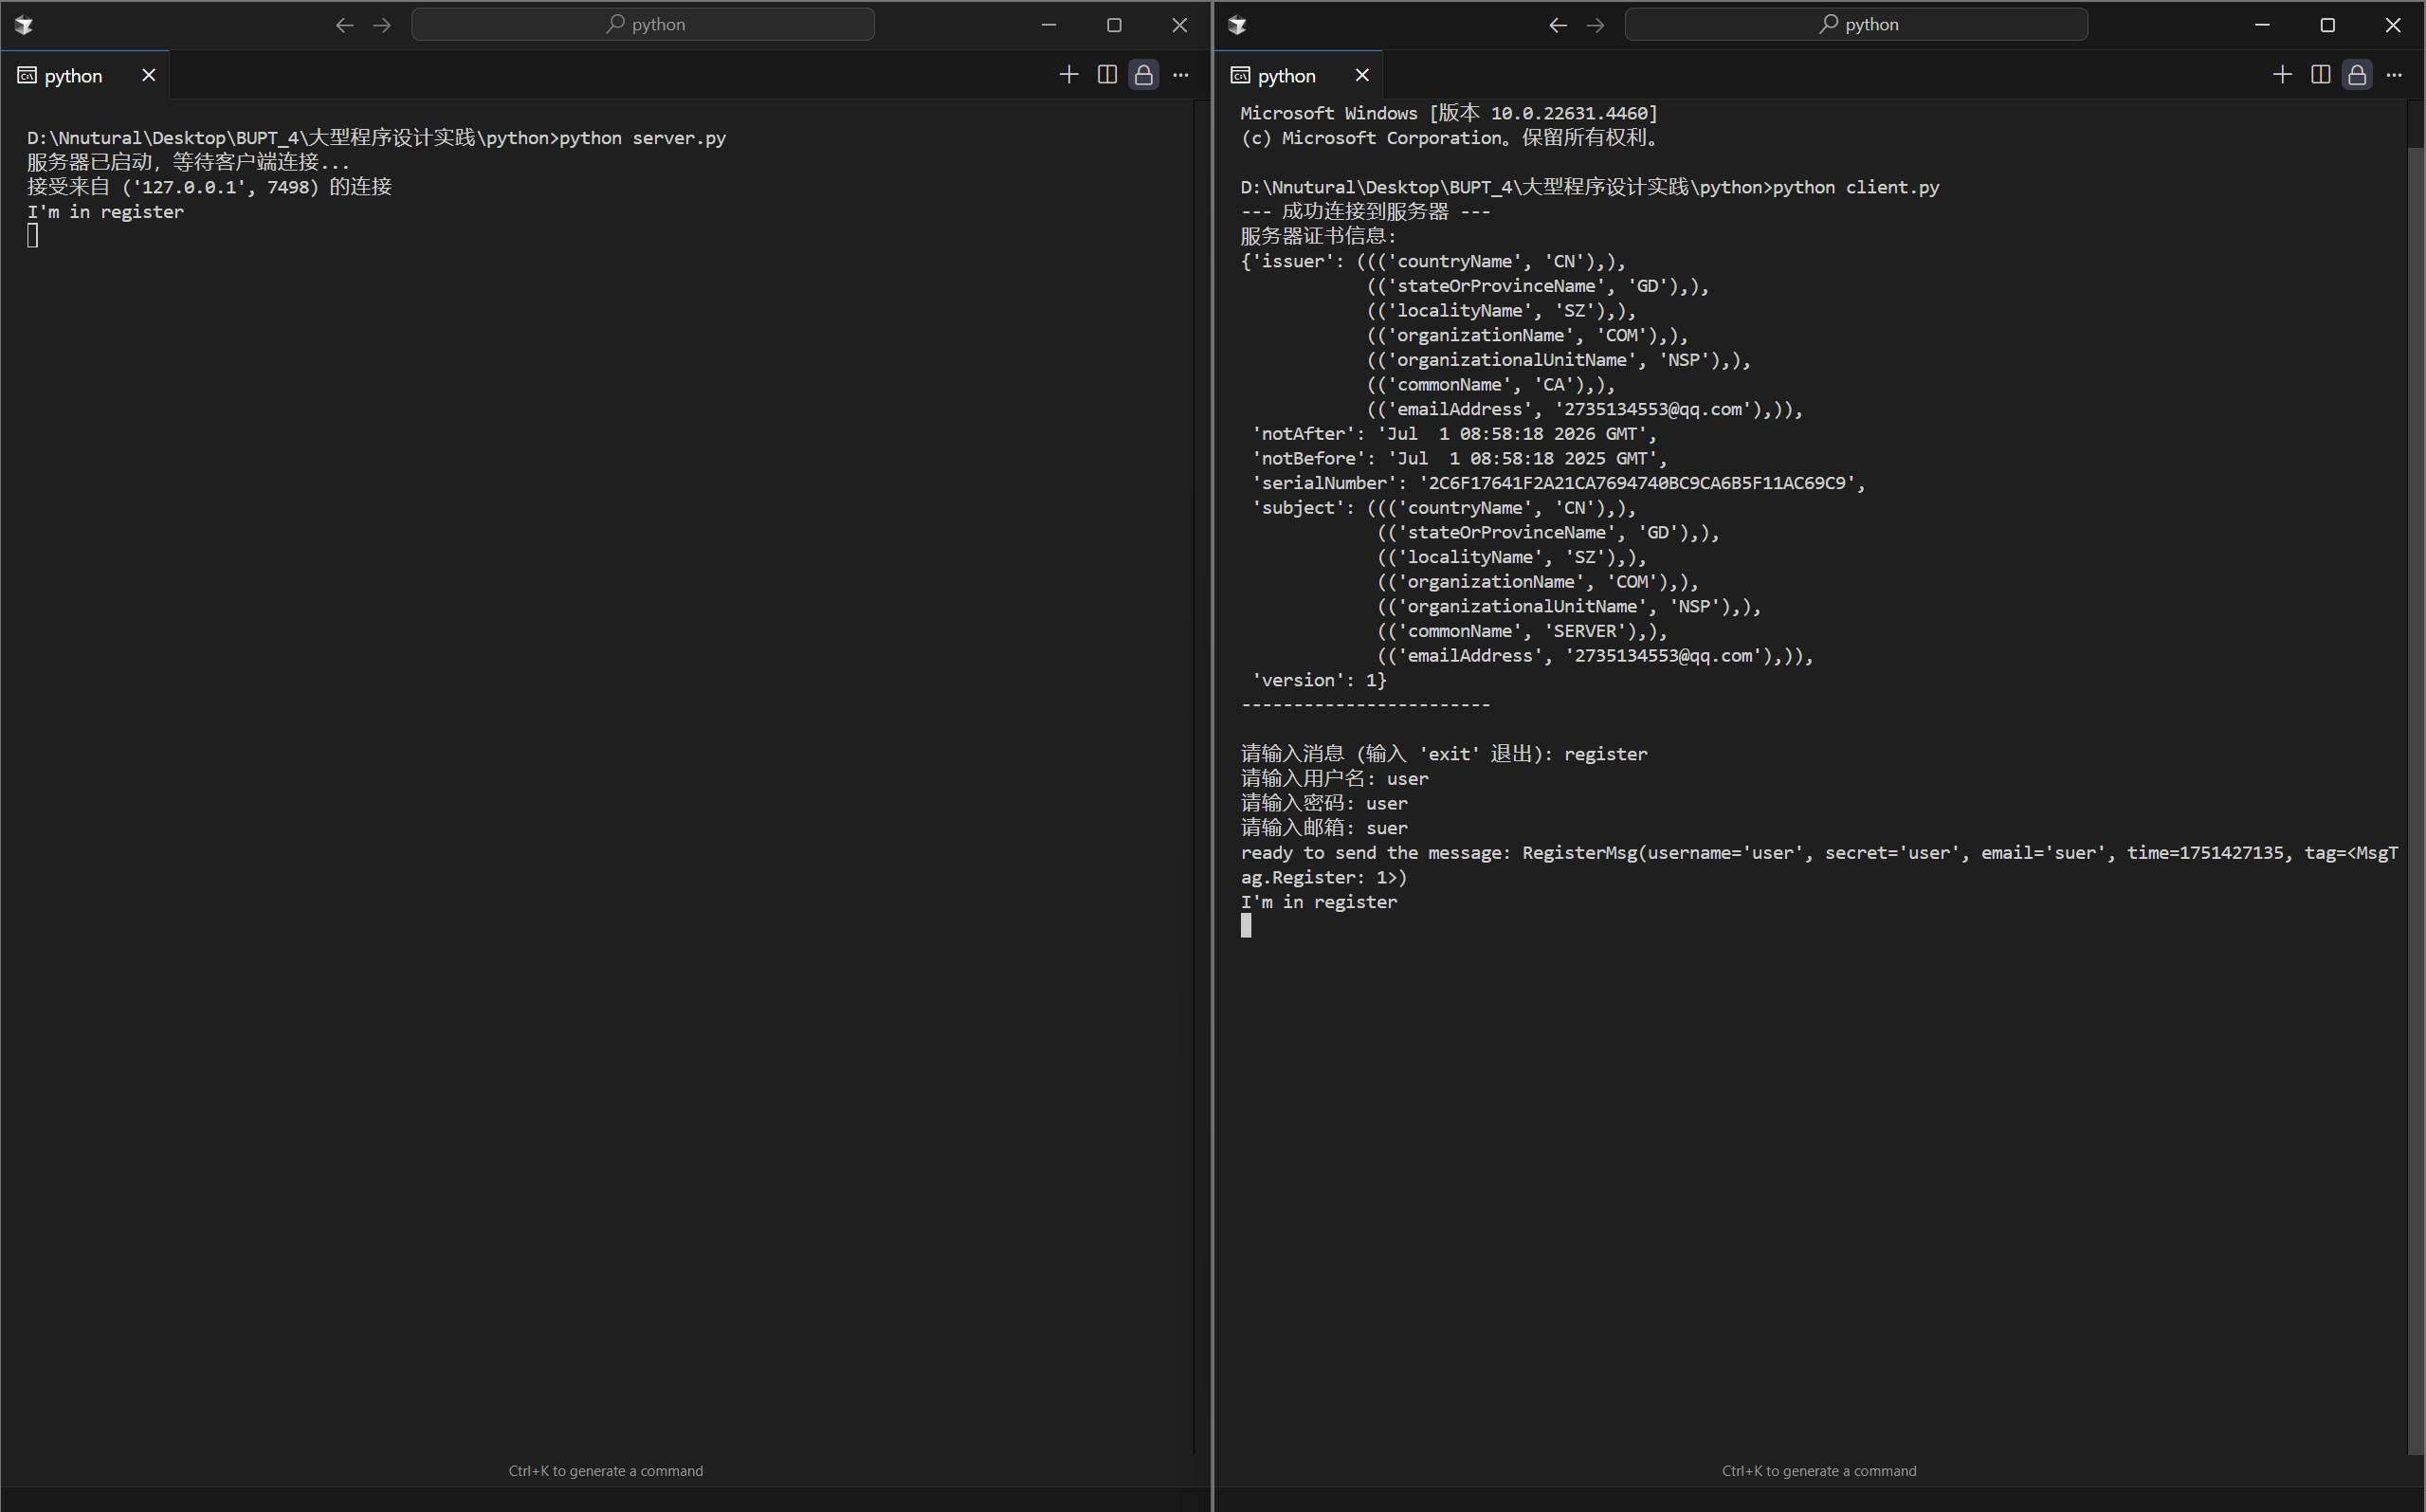 python
python
D:\Nnutural\Desktop\BUPT_4\大型程序设计实践\python>python server.py
服务器已启动，等待客户端连接...
接受来自 ('127.0.0.1', 7498) 的连接
I'm in register
Ctrl+K to generate a command
python
python
Microsoft Windows [版本 10.0.22631.4460]
(c) Microsoft Corporation。保留所有权利。
D:\Nnutural\Desktop\BUPT_4\大型程序设计实践\python>python client.py
--- 成功连接到服务器 ---
服务器证书信息:
{'issuer': ((('countryName', 'CN'),),
(('stateOrProvinceName', 'GD'),),
(('localityName', 'SZ'),),
(('organizationName', 'COM'),),
(('organizationalUnitName', 'NSP'),),
(('commonName', 'CA'),),
(('emailAddress', '2735134553@qq.com'),)),
'notAfter': 'Jul  1 08:58:18 2026 GMT',
'notBefore': 'Jul  1 08:58:18 2025 GMT',
'serialNumber': '2C6F17641F2A21CA7694740BC9CA6B5F11AC69C9',
'subject': ((('countryName', 'CN'),),
(('stateOrProvinceName', 'GD'),),
(('localityName', 'SZ'),),
(('organizationName', 'COM'),),
(('organizationalUnitName', 'NSP'),),
(('commonName', 'SERVER'),),
(('emailAddress', '2735134553@qq.com'),)),
'version': 1}
------------------------
请输入消息 (输入 'exit' 退出): register
请输入用户名: user
请输入密码: user
请输入邮箱: suer
ready to send the message: RegisterMsg(username='user', secret='user', email='suer', time=1751427135, tag=<MsgT
ag.Register: 1>)
I'm in register
Ctrl+K to generate a command